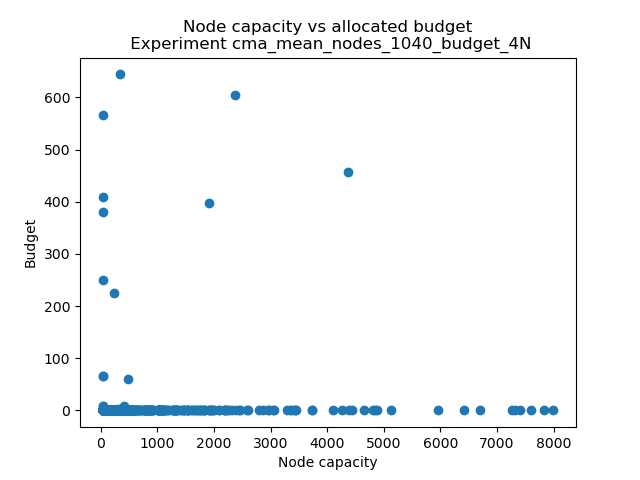 Node capacity vs allocated budget
Experiment cma_mean_nodes_1040_budget_4N
600
500
400
300
200
100
0
Budget
0 1000 2000 3000 4000 5000 6000 7000 8000
Node capacity